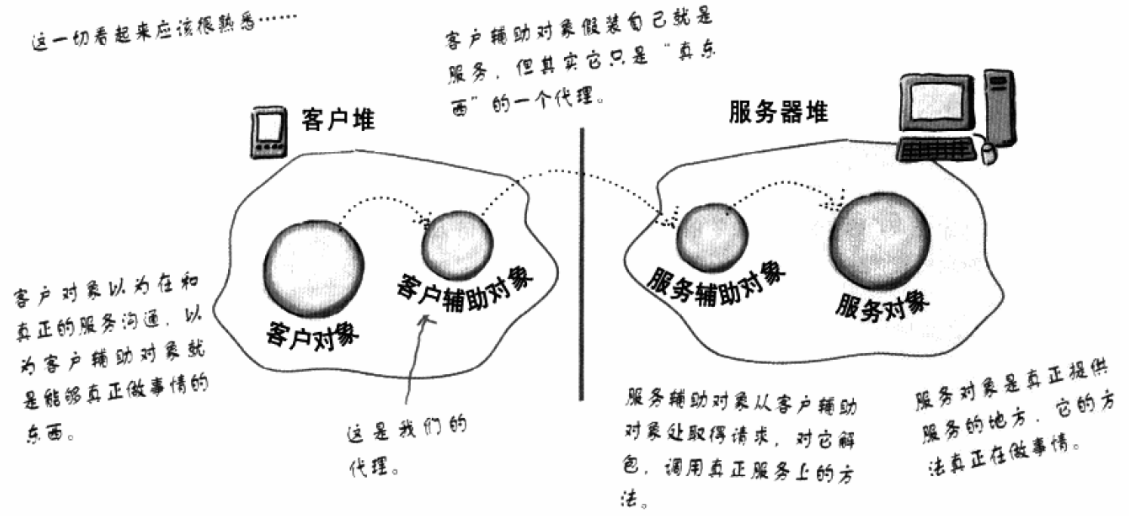 这一切看起来应该很熟悉……
客户辅助对象假装自己就是
服务，但其实它只是“真东
西”的一个代理。
客户堆
服务器堆
客户对象
客户辅助对象
服务辅助对象
服务对象
客户对象以为在和
真正的服务沟通，以
为客户辅助对象就
是能够真正做事情的
东西。
这是我们的
代理。
服务辅助对象从客户辅助
对象处取得请求，对它解
包，调用真正服务上的方
法。
服务对象是真正提供
服务的地方，它的方
法真正在做事情。